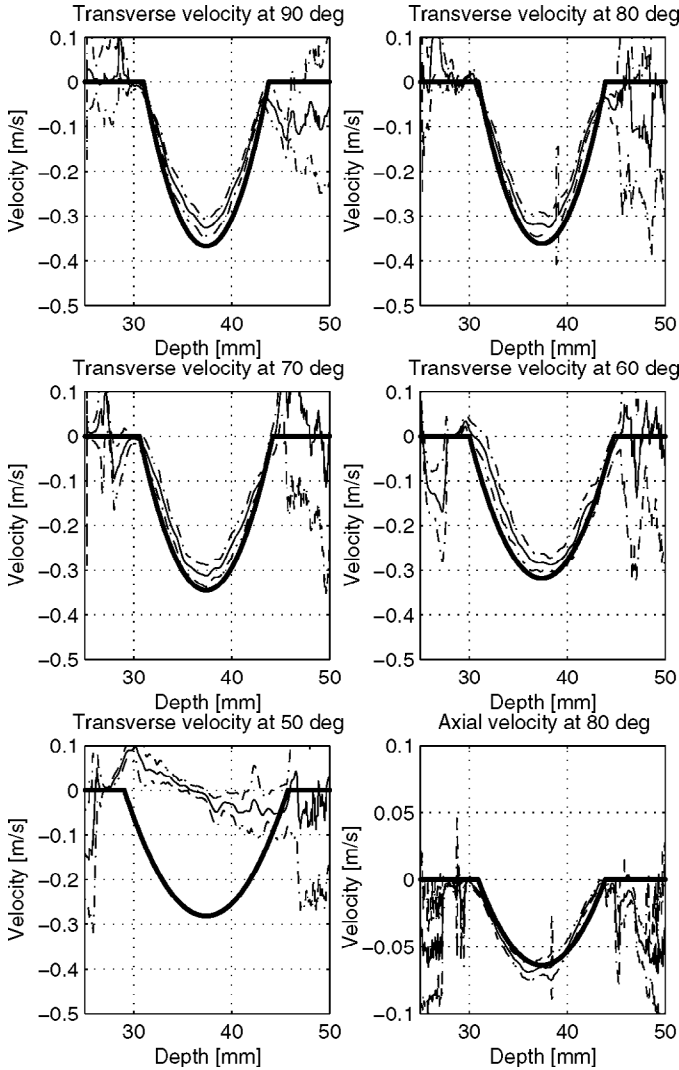 Transverse velocity at 90 deg
0.1
0
−0.1
−0.2
−0.3
−0.4
−0.5
Velocity [m/s]
30 40 50
Depth [mm]
Transverse velocity at 80 deg
0.1
0
−0.1
−0.2
−0.3
−0.4
−0.5
Velocity [m/s]
30 40 50
Depth [mm]
Transverse velocity at 70 deg
0.1
0
−0.1
−0.2
−0.3
−0.4
−0.5
Velocity [m/s]
30 40 50
Depth [mm]
Transverse velocity at 60 deg
0.1
0
−0.1
−0.2
−0.3
−0.4
−0.5
Velocity [m/s]
30 40 50
Depth [mm]
Transverse velocity at 50 deg
0.1
0
−0.1
−0.2
−0.3
−0.4
−0.5
Velocity [m/s]
30 40 50
Depth [mm]
Axial velocity at 80 deg
0.1
0.05
0
−0.05
−0.1
Velocity [m/s]
30 40 50
Depth [mm]